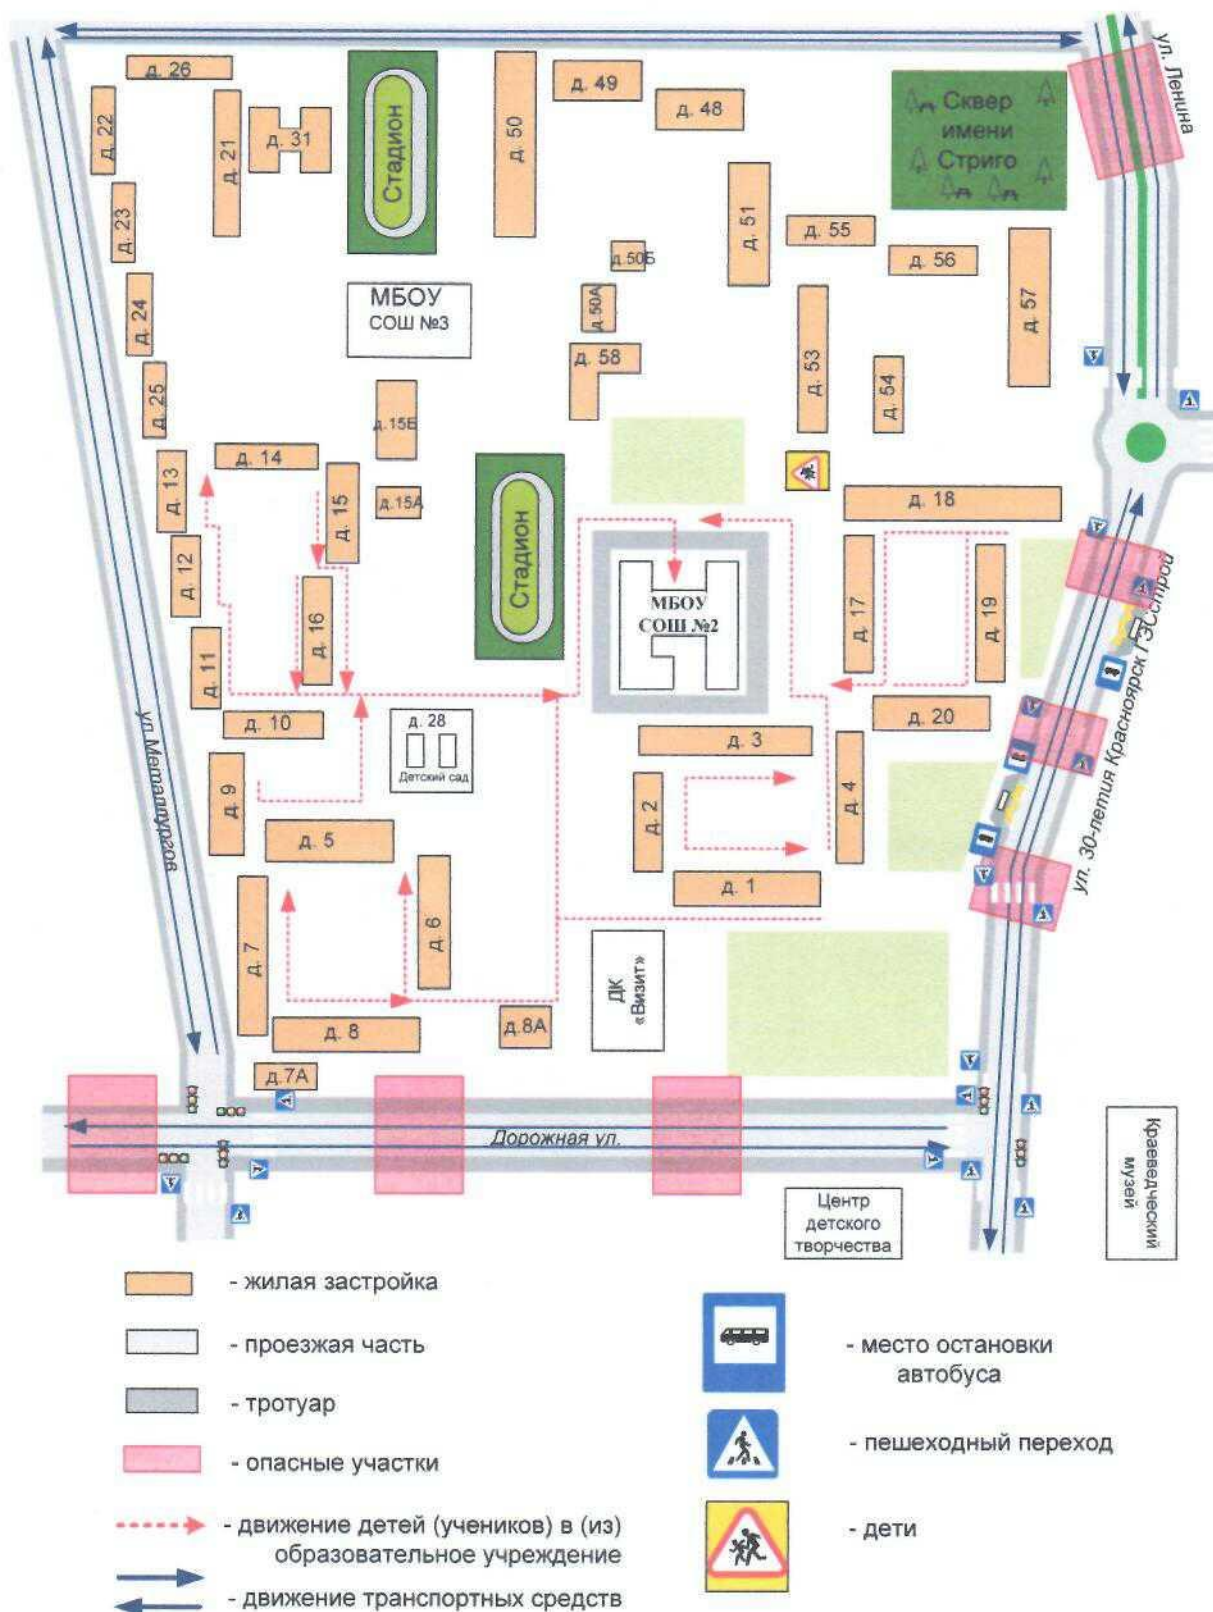 ул. Ленина
д. 26
д. 22
д. 21
д. 31
Стадион
д. 50
д. 49
д. 48
Сквер
имени
Стриго
д. 23
д. 51
д. 55
д. 56
д. 57
д.50Б
д. 24
МБОУ
СОШ №3
д.50А
д. 53
д. 58
д. 54
д. 25
д.15Б
д. 14
д. 13
д. 15
д.15А
д. 18
Стадион
д. 12
д. 16
МБОУ
СОШ №2
д. 17
д. 19
ул. 30-летия Красноярск ГЭСстрой
д. 11
д. 10
д. 28
Детский сад
д. 3
д. 20
ул. Металлургов
д. 9
д. 2
д. 4
д. 5
д. 1
д. 6
д. 7
ДК
«Визит»
д. 8
д.8А
д.7А
Дорожная ул.
Центр
детского
творчества
Краеведческий
музей
- жилая застройка
- проезжая часть
- тротуар
- опасные участки
- движение детей (учеников) в (из)
образовательное учреждение
- движение транспортных средств
- место остановки
автобуса
- пешеходный переход
- дети